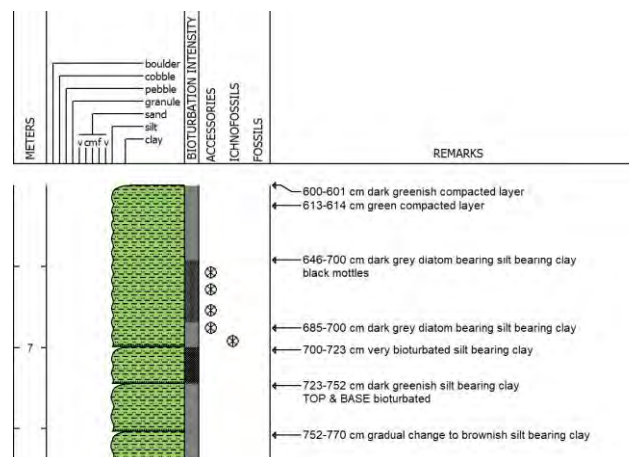 METERS
boulder
cobble
pebble
granule
sand
silt
v cmf v
clay
BIOTURBATION INTENSITY
ACCESSORIES
ICHNOFOSSILS
FOSSILS
REMARKS
600-601 cm dark greenish compacted layer
613-614 cm green compacted layer
646-700 cm dark grey diatom bearing silt bearing clay
black mottles
685-700 cm dark grey diatom bearing silt bearing clay
7
700-723 cm very bioturbated silt bearing clay
723-752 cm dark greenish silt bearing clay
TOP & BASE bioturbated
752-770 cm gradual change to brownish silt bearing clay